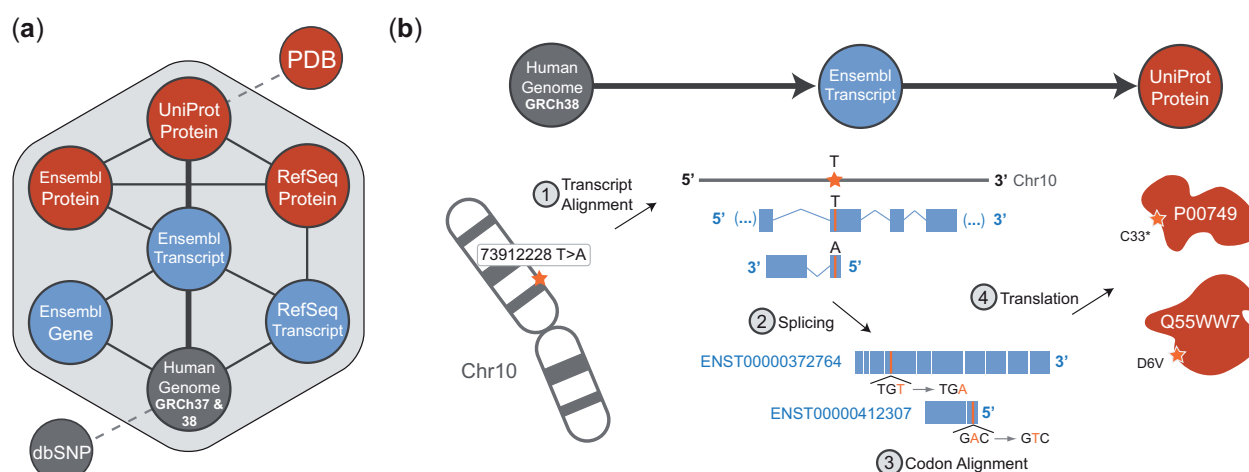 (a)
PDB
UniProt
Protein
Ensembl
Protein
RefSeq
Protein
Ensembl
Transcript
Ensembl
Gene
RefSeq
Transcript
Human
Genome
GRCh37 &
38
dbSNP
(b)
Human
Genome
GRCh38
Ensembl
Transcript
UniProt
Protein
1 Transcript
Alignment
73912228 T>A
Chr10
T
5’ 3’ Chr10
T
5’ (...) (...) 3’
A
3’ 5’
2 Splicing
ENST00000372764 3’
TGT TGA
ENST00000412307 5’
GAC GTC
3 Codon Alignment
4 Translation
P00749
C33*
Q55WW7
D6V